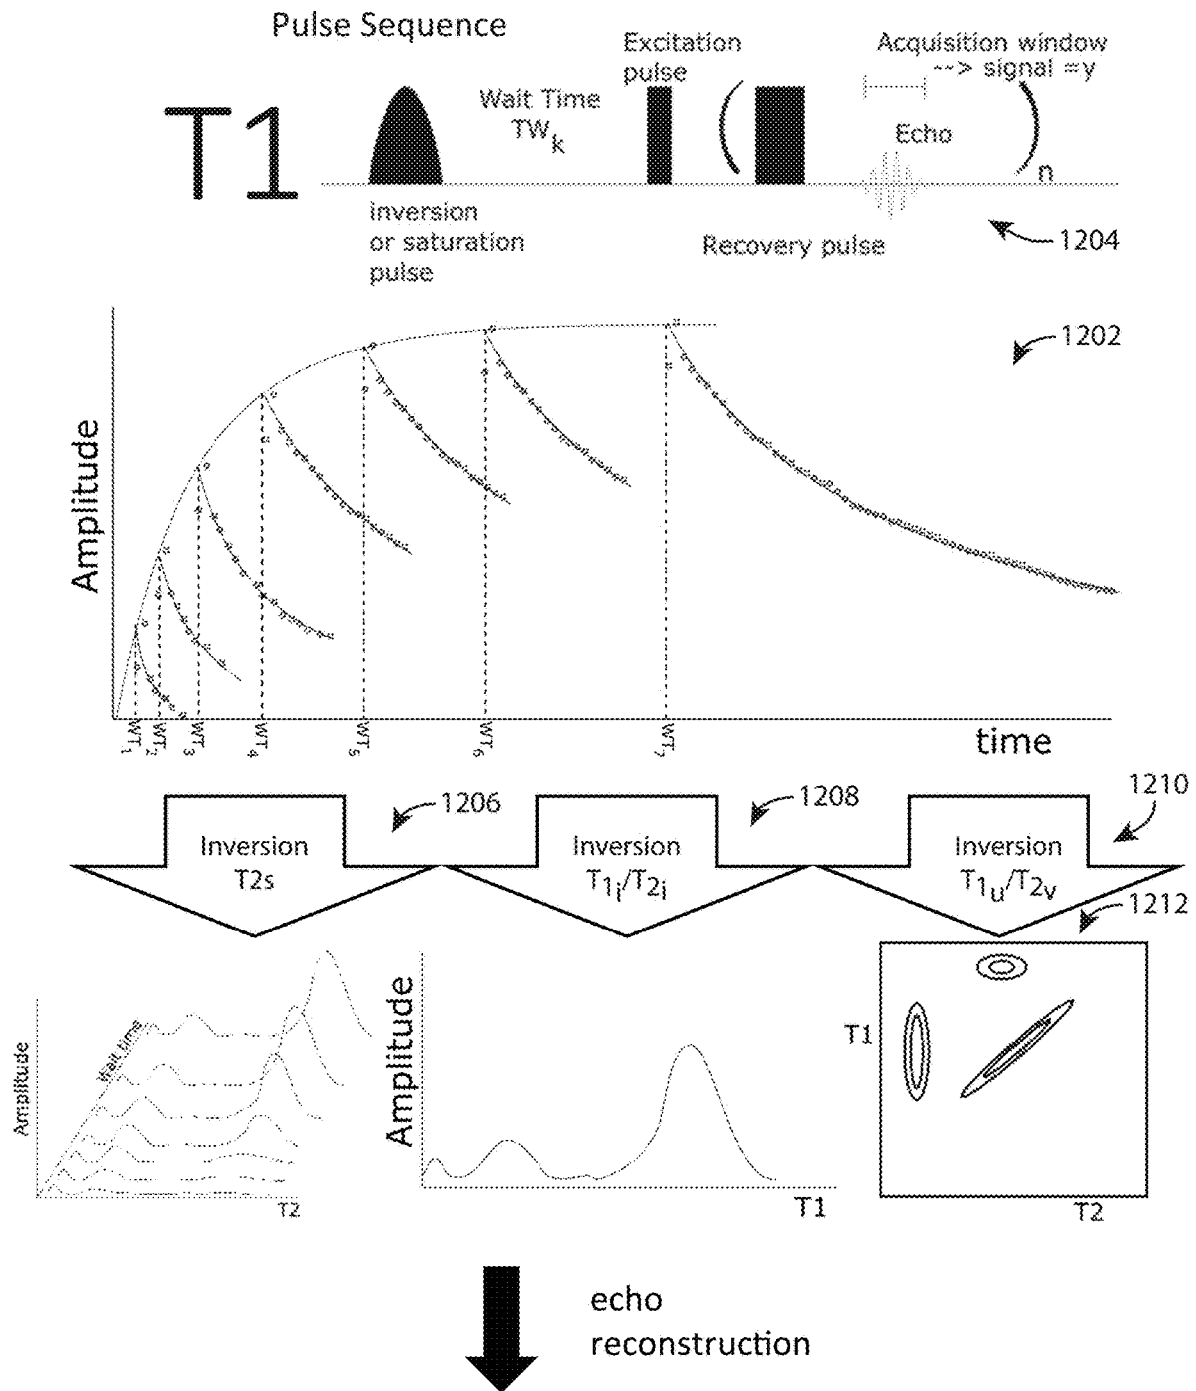 Pulse Sequence
T1
Excitation
pulse
Acquisition window
--> signal =y
Wait Time
TWk
Echo
n
inversion
or saturation
pulse
Recovery pulse
1204
1202
Amplitude
WT1
WT2
WT3
WT4
WT5
WT6
WT7
time
1206
1208
1210
Inversion
T2s
Inversion
T1i/T2i
Inversion
T1u/T2v
1212
Amplitude
Wait time
T2
Amplitude
T1
T1
T2
echo
reconstruction